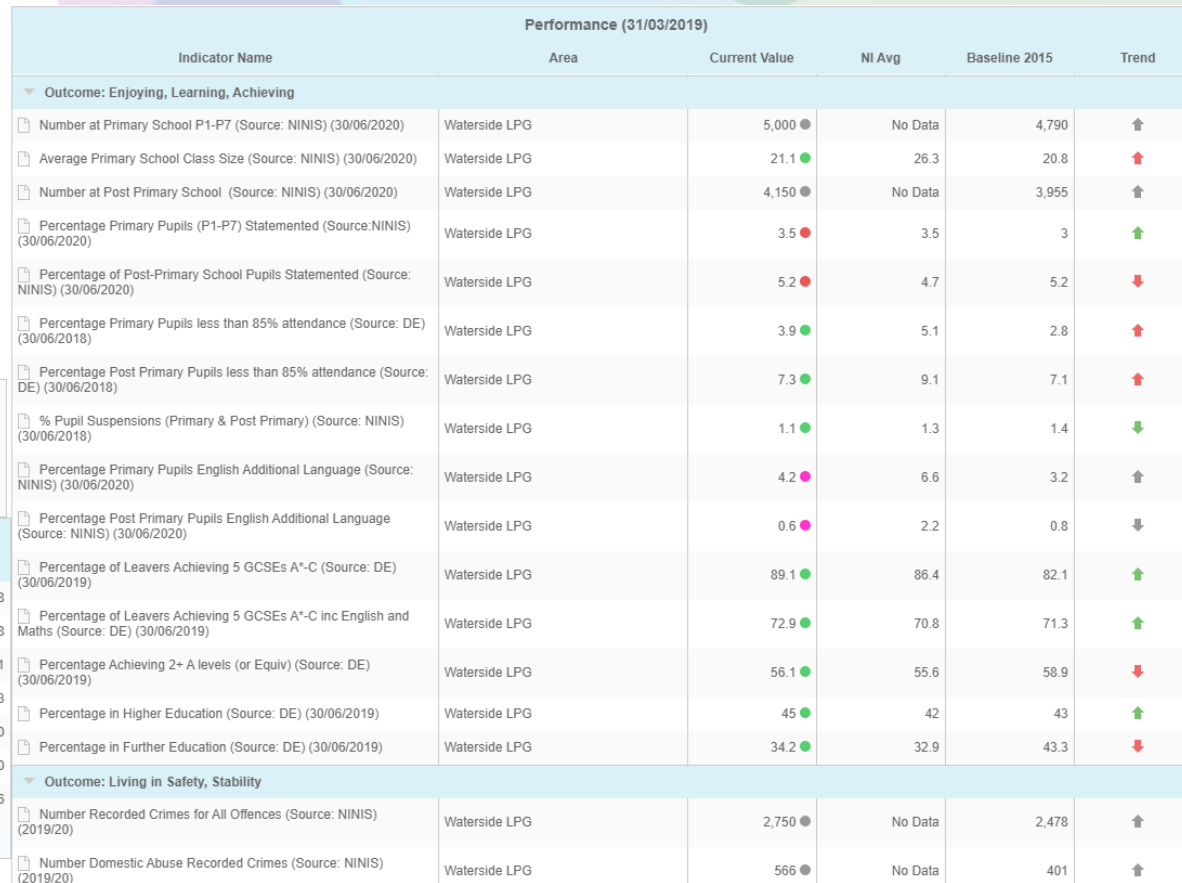 Performance (31/03/2019)
Indicator Name Area Current Value NI Avg Baseline 2015 Trend
Outcome: Enjoying, Learning, Achieving
Number at Primary School P1-P7 (Source: NINIS) (30/06/2020) Waterside LPG 5,000 No Data 4,790
Average Primary School Class Size (Source: NINIS) (30/06/2020) Waterside LPG 21.1 26.3 20.8
Number at Post Primary School (Source: NINIS) (30/06/2020) Waterside LPG 4,150 No Data 3,955
Percentage Primary Pupils (P1-P7) Statemented (Source:NINIS)
(30/06/2020) Waterside LPG 3.5 3.5 3
Percentage of Post-Primary School Pupils Statemented (Source:
NINIS) (30/06/2020) Waterside LPG 5.2 4.7 5.2
Percentage Primary Pupils less than 85% attendance (Source: DE)
(30/06/2018) Waterside LPG 3.9 5.1 2.8
Percentage Post Primary Pupils less than 85% attendance (Source:
DE) (30/06/2018) Waterside LPG 7.3 9.1 7.1
% Pupil Suspensions (Primary & Post Primary) (Source: NINIS)
(30/06/2018) Waterside LPG 1.1 1.3 1.4
Percentage Primary Pupils English Additional Language (Source:
NINIS) (30/06/2020) Waterside LPG 4.2 6.6 3.2
Percentage Post Primary Pupils English Additional Language
(Source: NINIS) (30/06/2020) Waterside LPG 0.6 2.2 0.8
Percentage of Leavers Achieving 5 GCSEs A*-C (Source: DE)
(30/06/2019) Waterside LPG 89.1 86.4 82.1
Percentage of Leavers Achieving 5 GCSEs A*-C inc English and
Maths (Source: DE) (30/06/2019) Waterside LPG 72.9 70.8 71.3
Percentage Achieving 2+ A levels (or Equiv) (Source: DE)
(30/06/2019) Waterside LPG 56.1 55.6 58.9
Percentage in Higher Education (Source: DE) (30/06/2019) Waterside LPG 45 42 43
Percentage in Further Education (Source: DE) (30/06/2019) Waterside LPG 34.2 32.9 43.3
Outcome: Living in Safety, Stability
Number Recorded Crimes for All Offences (Source: NINIS)
(2019/20) Waterside LPG 2,750 No Data 2,478
Number Domestic Abuse Recorded Crimes (Source: NINIS)
(2019/20) Waterside LPG 566 No Data 401